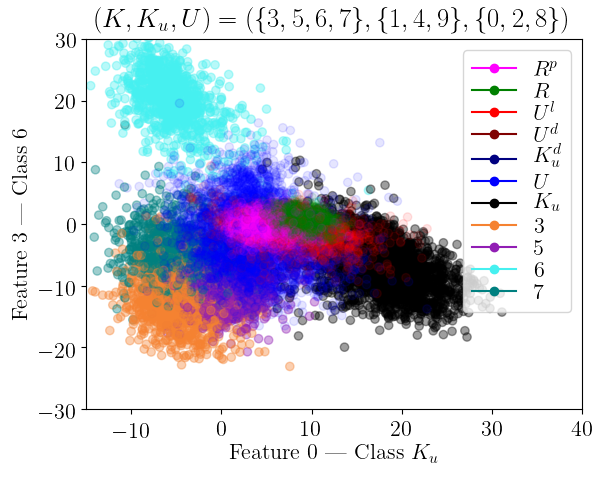 (K, K_u, U) = ({3, 5, 6, 7}, {1, 4, 9}, {0, 2, 8})
30
20
10
0
−10
−20
−30
Feature 3 — Class 6
R^p
R
U^l
U^d
K_u^d
U
K_u
3
5
6
7
−10 0 10 20 30 40
Feature 0 — Class K_u